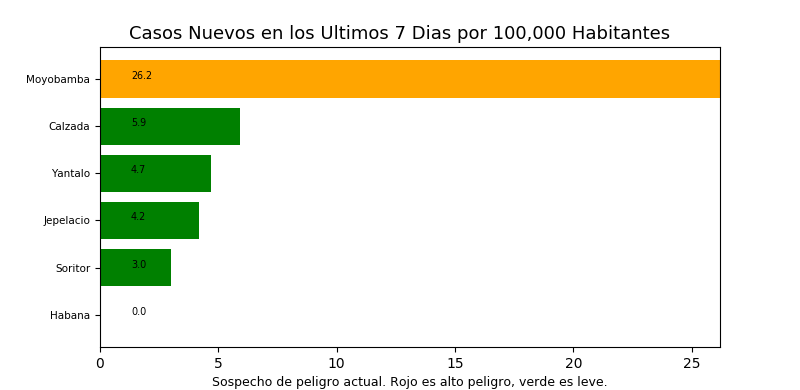 Casos Nuevos en los Ultimos 7 Dias por 100,000 Habitantes
Moyobamba 26.2
Calzada 5.9
Yantalo 4.7
Jepelacio 4.2
Soritor 3.0
Habana 0.0
0 5 10 15 20 25
Sospecho de peligro actual. Rojo es alto peligro, verde es leve.